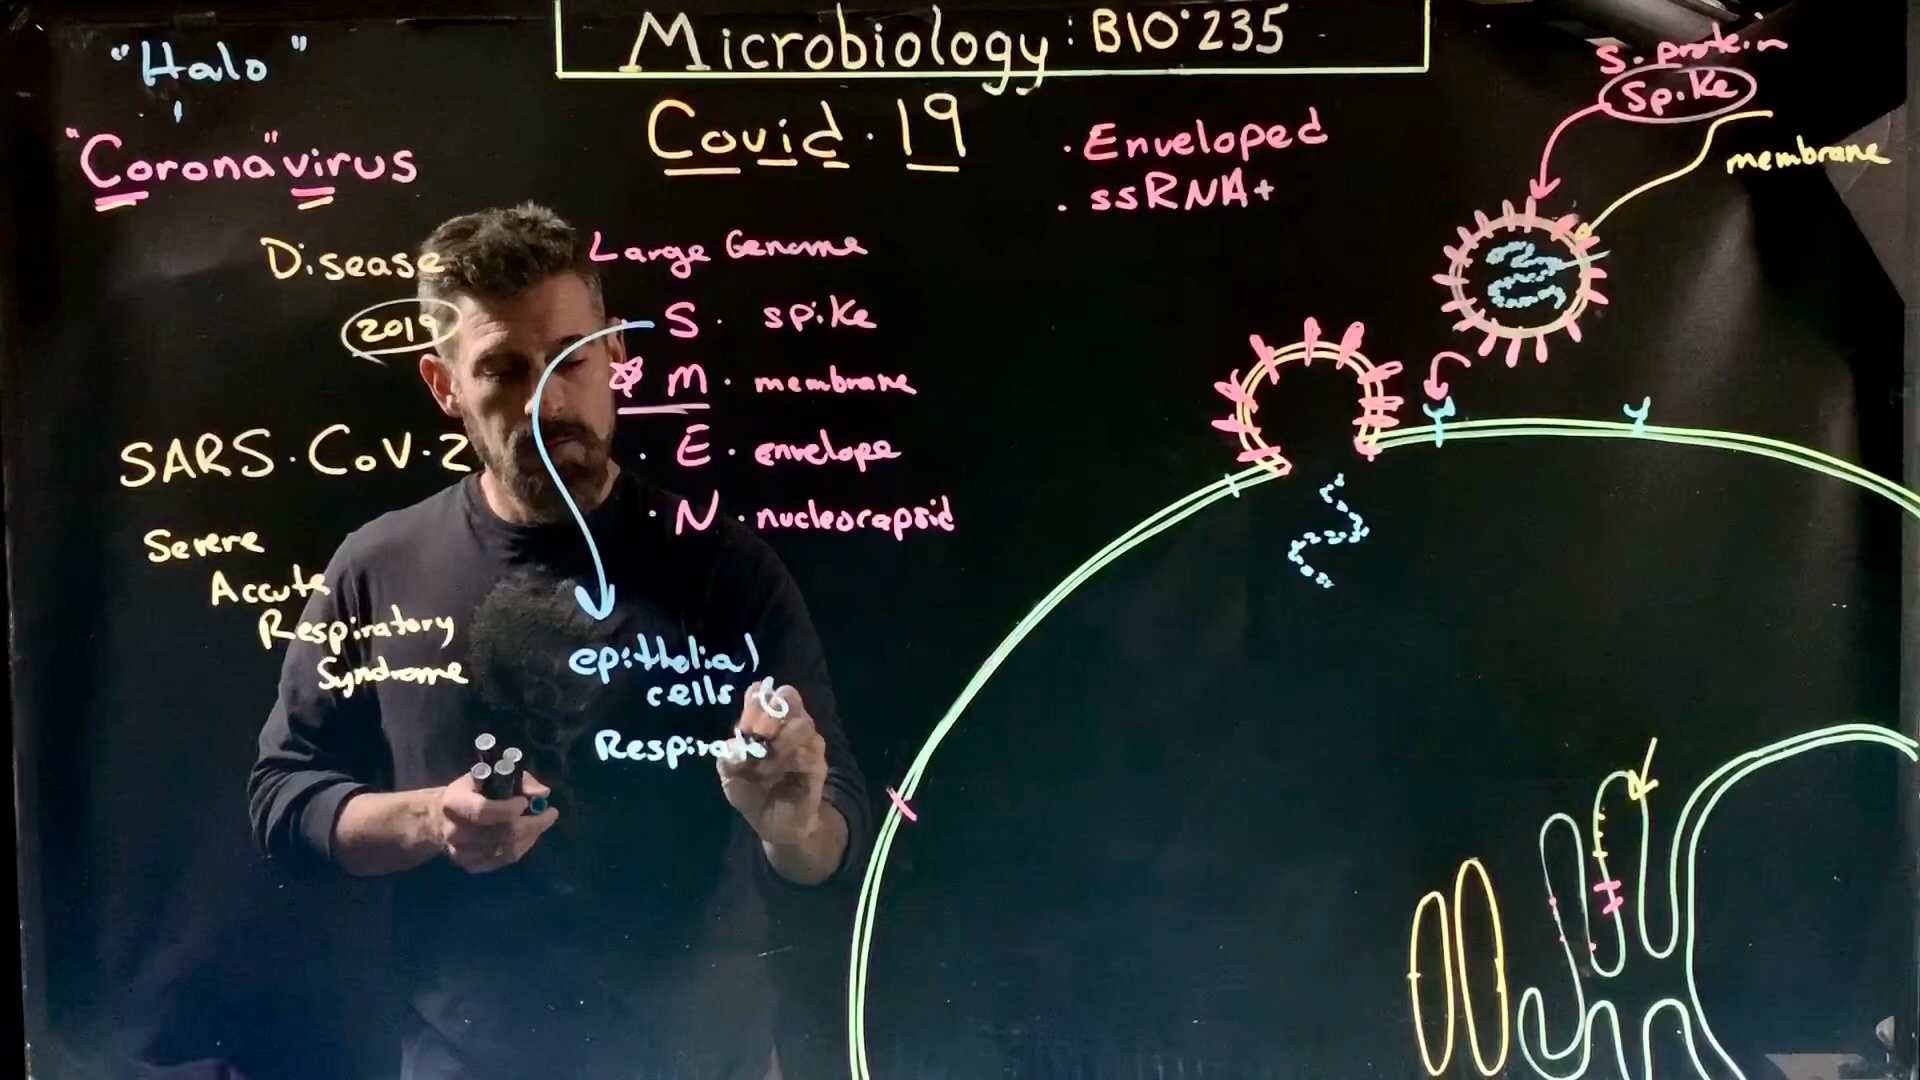 Microbiology: BIO·235
"Halo"
"Corona"virus
Covid·19
Disease
2019
SARS·CoV·2
Severe
Accute
Respiratory
Syndrome
Large Genome
S· spike
M· membrane
· E· envelope
· N· nucleocapsid
epithelial
cells
· Enveloped
· ssRNA+
S. protein
Spike
membrane